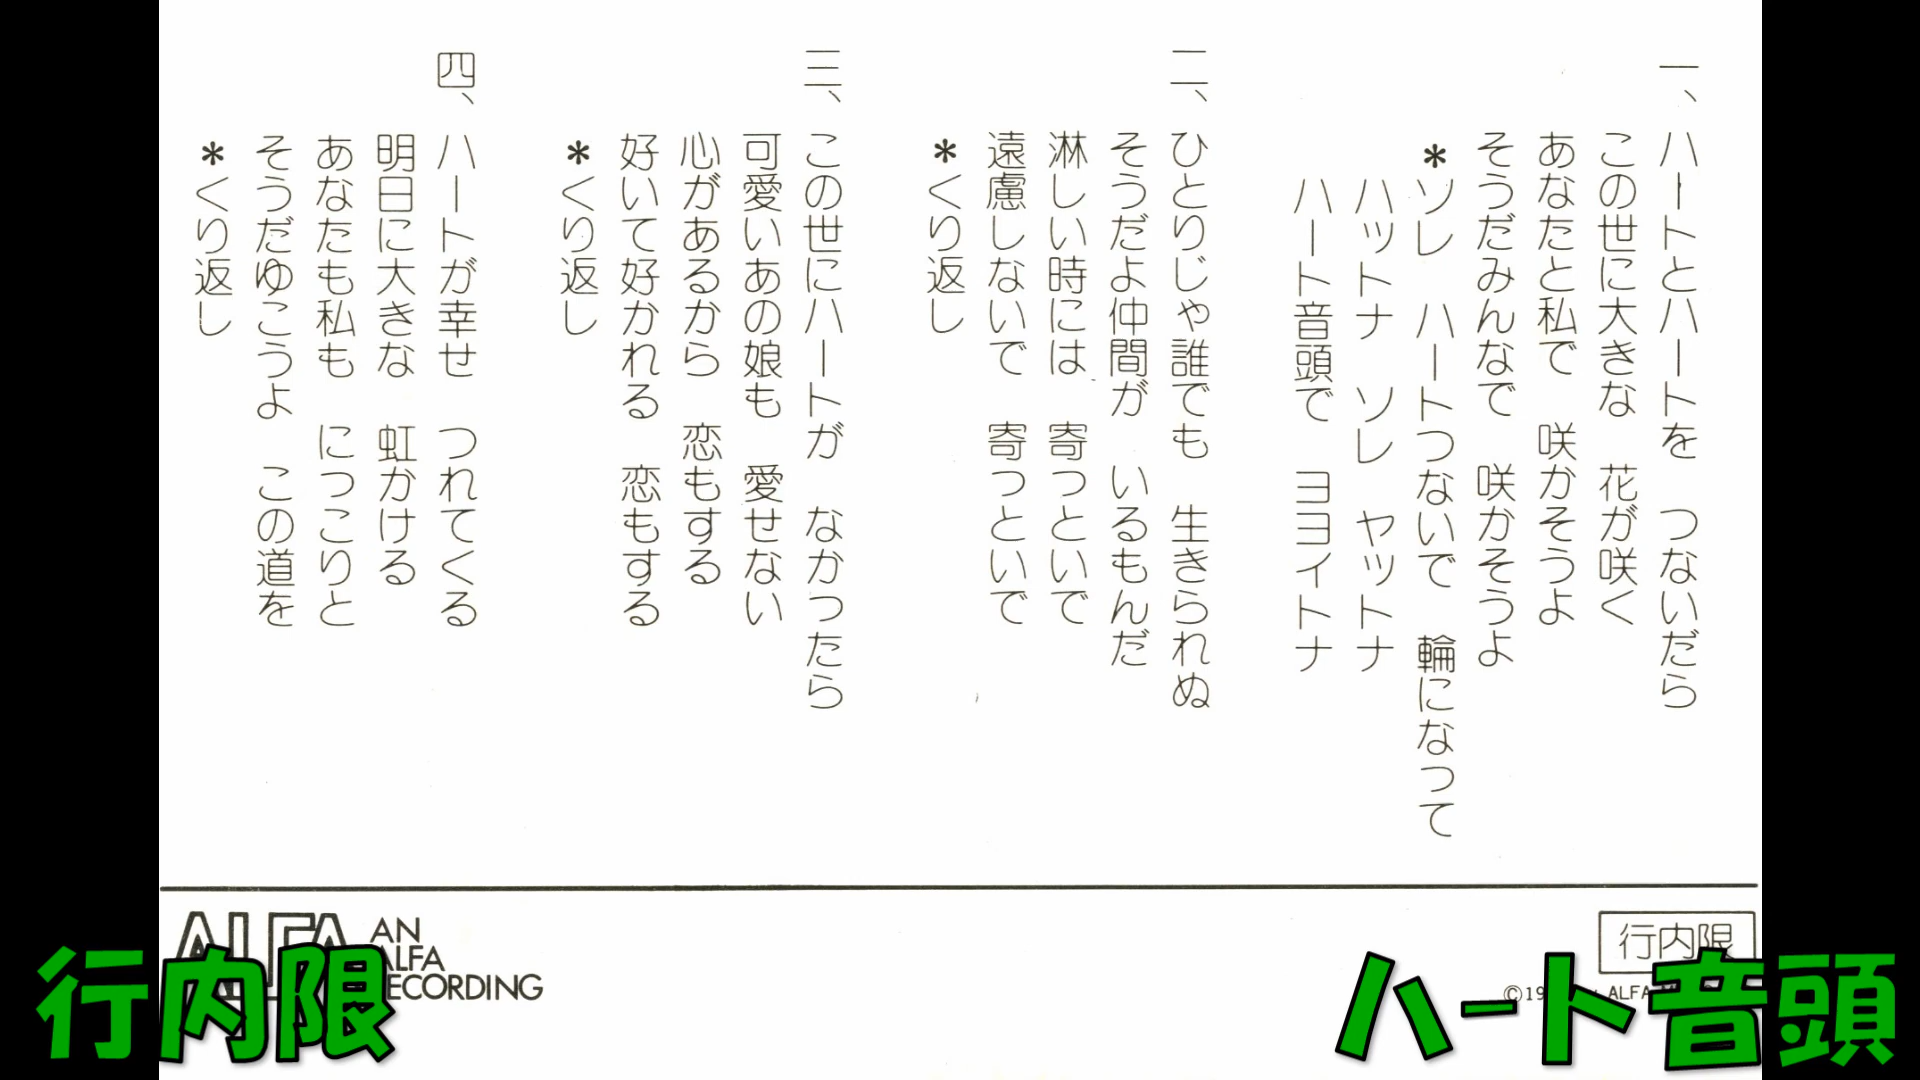 一、ハートとハートを つないだら
この世に大きな 花が咲く
あなたと私で 咲かそうよ
そうだみんなで 咲かそうよ
*ソレ ハートつないで 輪になって
ハットナ ソレ ヤットナ
ハート音頭で ヨヨイトナ
二、ひとりじゃ誰でも 生きられぬ
そうだよ仲間が いるもんだ
淋しい時には 寄っといで
遠慮しないで 寄っといで
*くり返し
三、この世にハートが なかったら
可愛いあの娘も 愛せない
心があるから 恋もする
好いて好かれる 恋もする
*くり返し
四、ハートが幸せ つれてくる
明日に大きな 虹かける
あなたも私も にっこりと
そうだゆこうよ この道を
*くり返し
ALFA
AN
ALFA
RECORDING
行内限
ALFA
行内限
ハート音頭